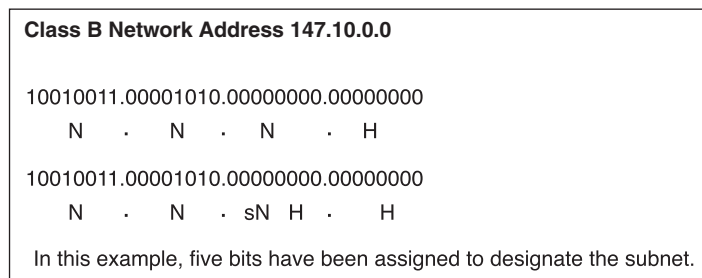 Class B Network Address 147.10.0.0
10010011.00001010.00000000.00000000
N . N . N . H
10010011.00001010.00000000.00000000
N . N . sN H . H
In this example, five bits have been assigned to designate the subnet.